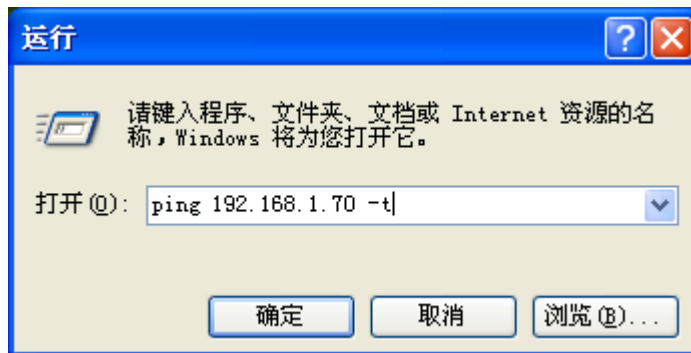 运行
请键入程序、文件夹、文档或 Internet 资源的名
称，Windows 将为您打开它。
打开(O): ping 192.168.1.70 -t
确定 取消 浏览(B)...